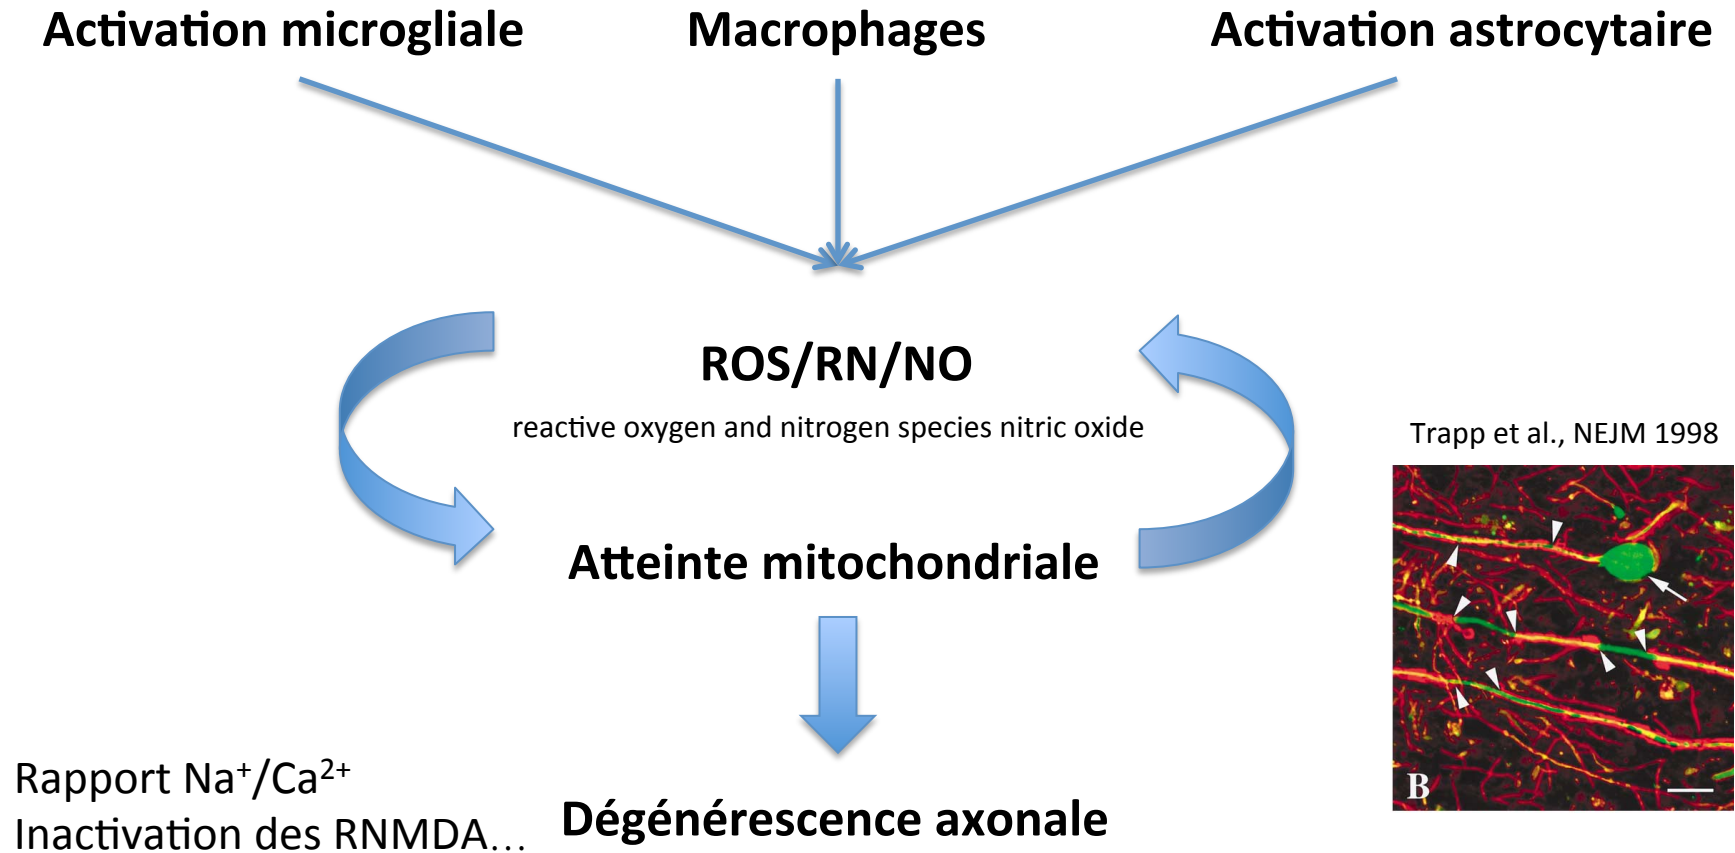 Activation microgliale
Macrophages
Activation astrocytaire
ROS/RN/NO
reactive oxygen and nitrogen species nitric oxide
Trapp et al., NEJM 1998
Atteinte mitochondriale
B
Rapport Na⁺/Ca²⁺
Inactivation des RNMDA…
Dégénérescence axonale